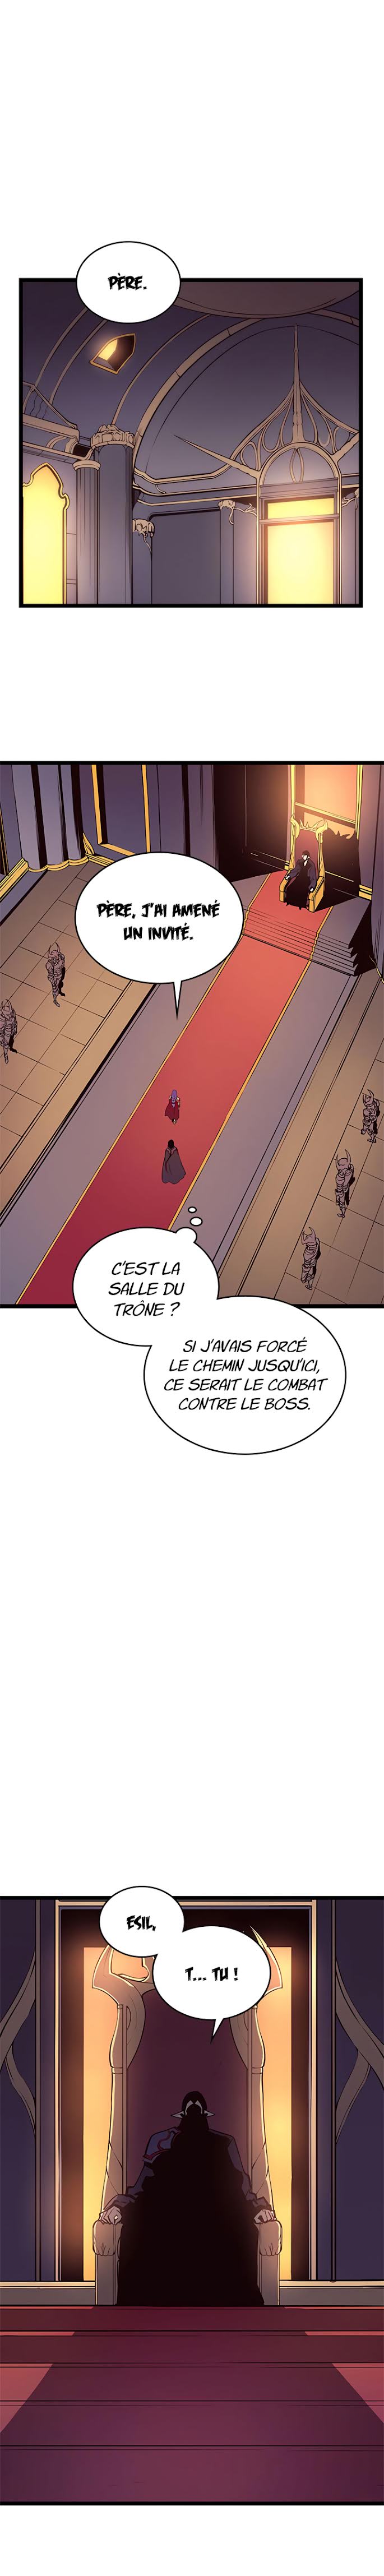 PÈRE.
PÈRE, J'AI AMENÉ
UN INVITÉ.
C'EST LA
SALLE DU
TRÔNE ?
SI J'AVAIS FORCÉ
LE CHEMIN JUSQU'ICI,
CE SERAIT LE COMBAT
CONTRE LE BOSS.
ESIL,
T... TU !